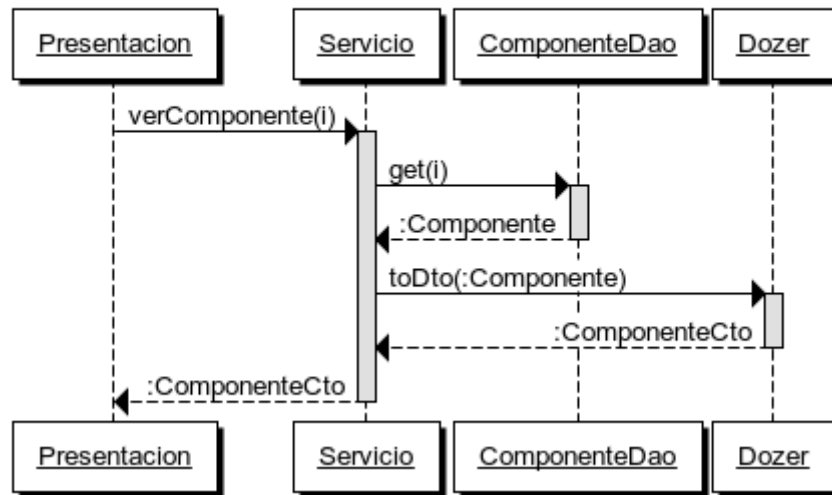 Presentacion
Servicio
ComponenteDao
Dozer
verComponente(i)
get(i)
:Componente
toDto(:Componente)
:ComponenteCto
:ComponenteCto
Presentacion
Servicio
ComponenteDao
Dozer